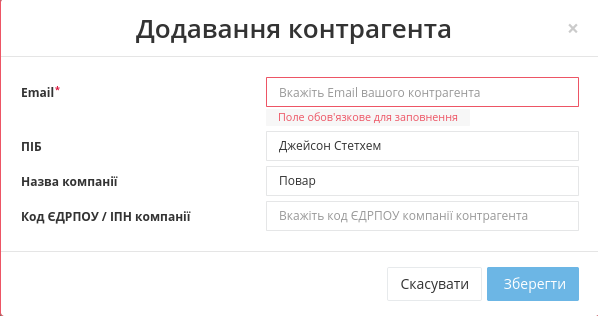 Додавання контрагента ×
Email* Вкажіть Email вашого контрагента
Поле обов'язкове для заповнення
ПІБ Джейсон Стетхем
Назва компанії Повар
Код ЄДРПОУ / ІПН компанії Вкажіть код ЄДРПОУ компанії контрагента
Скасувати Зберегти